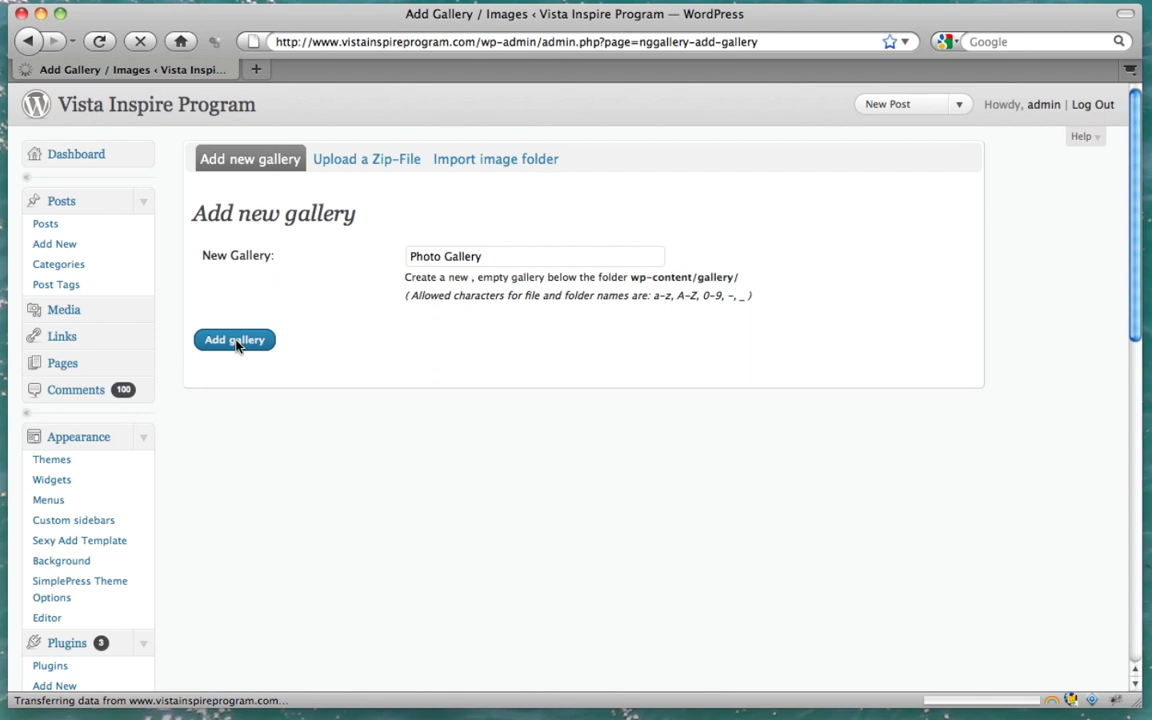 Add Gallery / Images ‹ Vista Inspire Program — WordPress
http://www.vistainspireprogram.com/wp-admin/admin.php?page=nggallery-add-gallery
Google
Add Gallery / Images ‹ Vista Inspi...
Vista Inspire Program
New Post
Howdy, admin | Log Out
Help
Dashboard
Posts
Posts
Add New
Categories
Post Tags
Media
Links
Pages
Comments 100
Appearance
Themes
Widgets
Menus
Custom sidebars
Sexy Add Template
Background
SimplePress Theme
Options
Editor
Plugins 3
Plugins
Add New
Add new gallery Upload a Zip-File Import image folder
Add new gallery
New Gallery: Photo Gallery
Create a new , empty gallery below the folder wp-content/gallery/
( Allowed characters for file and folder names are: a-z, A-Z, 0-9, -, _ )
Add gallery
Transferring data from www.vistainspireprogram.com...